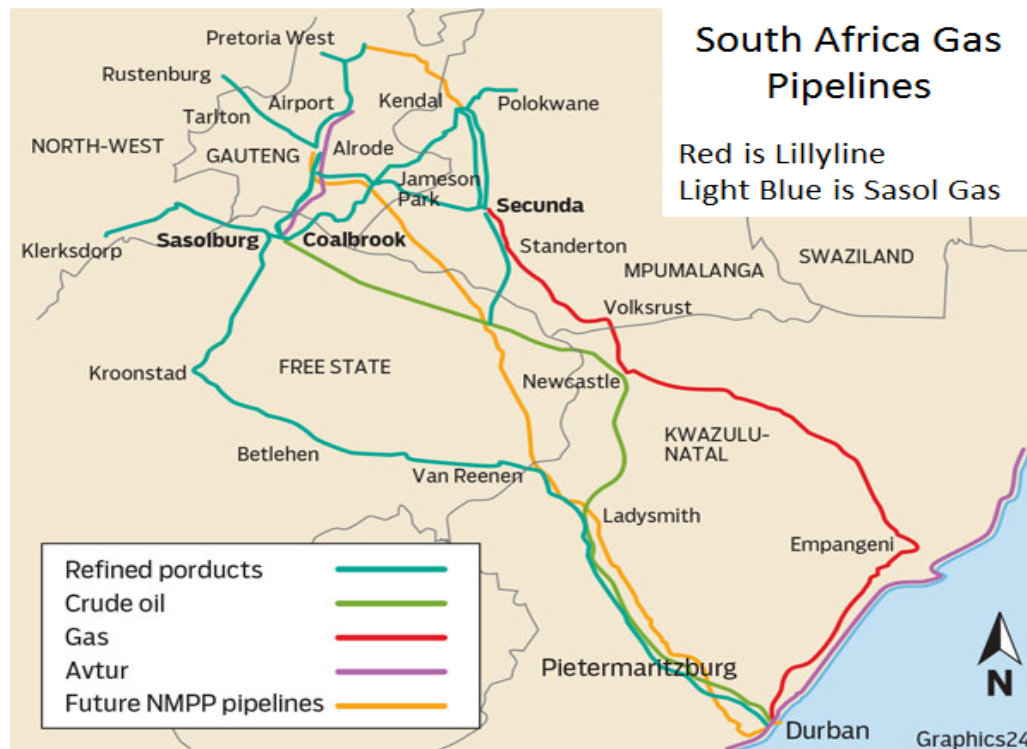 South Africa Gas
Pipelines
Red is Lillyline
Light Blue is Sasol Gas
Pretoria West
Rustenburg
Airport
Kendal
Polokwane
Tarlton
NORTH-WEST
GAUTENG
Alrode
Jameson
Park
Secunda
Klerksdorp
Sasolburg
Coalbrook
Standerton
MPUMALANGA
SWAZILAND
Volksrust
Kroonstad
FREE STATE
Newcastle
KWAZULU-
NATAL
Betlehen
Van Reenen
Ladysmith
Empangeni
Refined porducts
Crude oil
Gas
Avtur
Future NMPP pipelines
Pietermaritzburg
N
Durban
Graphics24